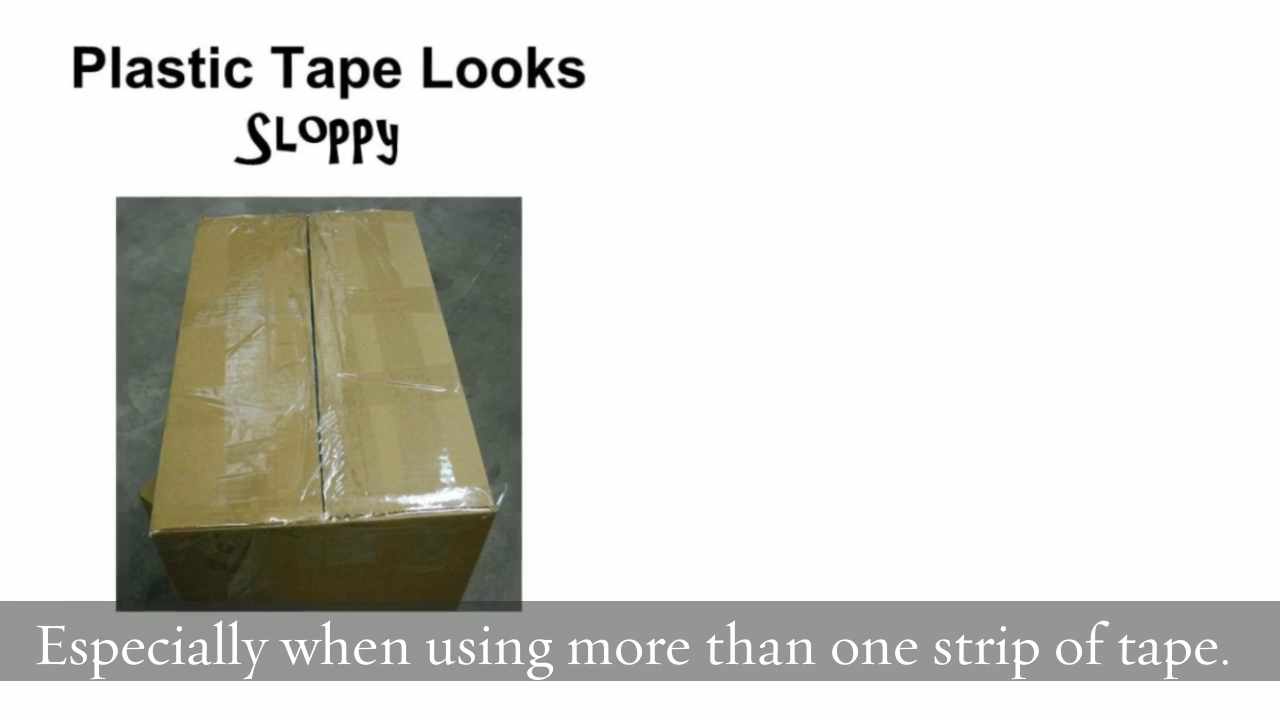 Plastic Tape Looks
Sloppy
Especially when using more than one strip of tape.